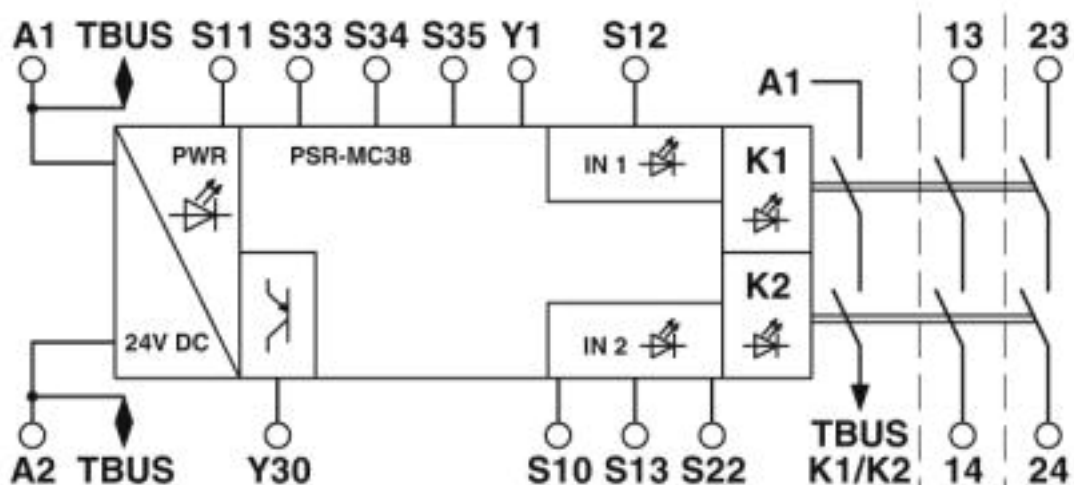 A1 TBUS S11 S33 S34 S35 Y1 S12 13 23
A1
PWR PSR-MC38 IN 1 K1
24V DC IN 2 K2
TBUS
A2 TBUS Y30 S10 S13 S22 K1/K2 14 24